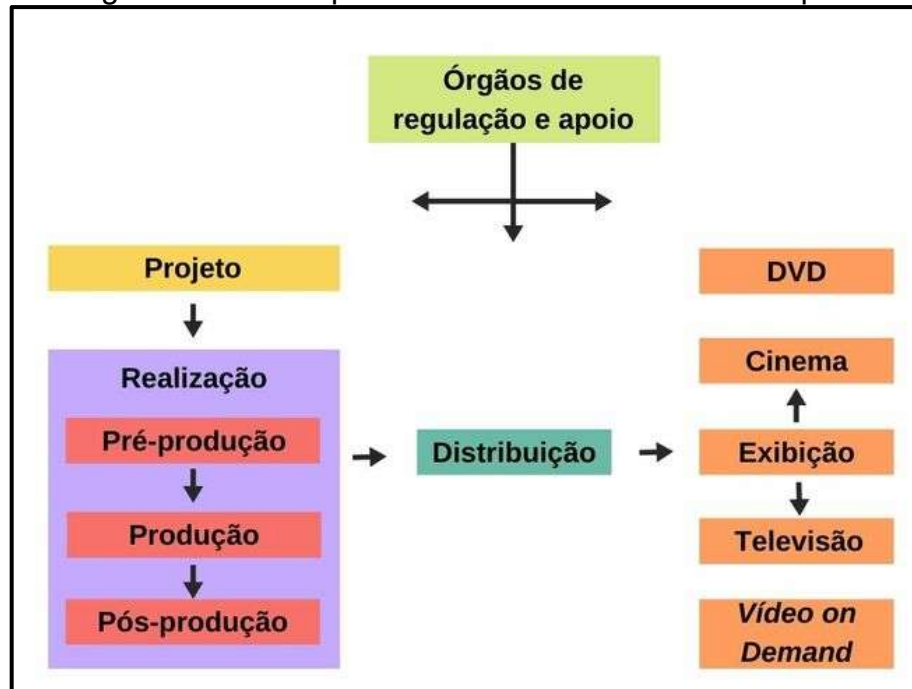 Órgãos de
regulação e apoio
Projeto
Realização
Pré-produção
Produção
Pós-produção
Distribuição
DVD
Cinema
Exibição
Televisão
Vídeo on
Demand